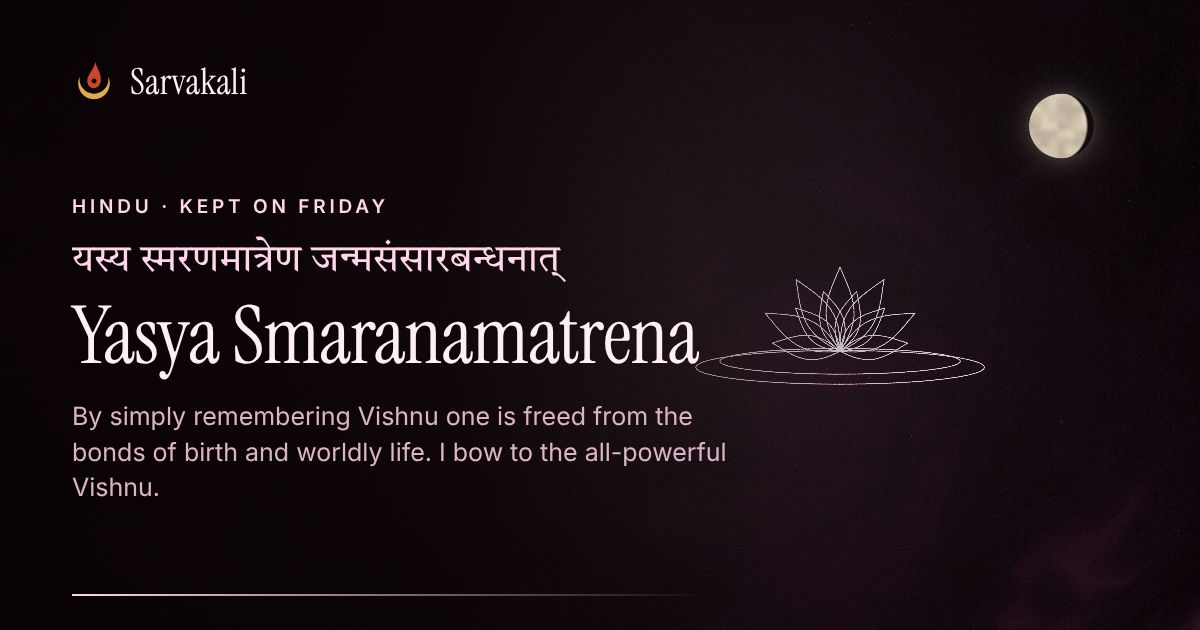 Sarvakali
HINDU · KEPT ON FRIDAY
यस्य स्मरणमात्रेण जन्मसंसारबन्धनात्
Yasya Smaranamatrena
By simply remembering Vishnu one is freed from the
bonds of birth and worldly life. I bow to the all-powerful
Vishnu.